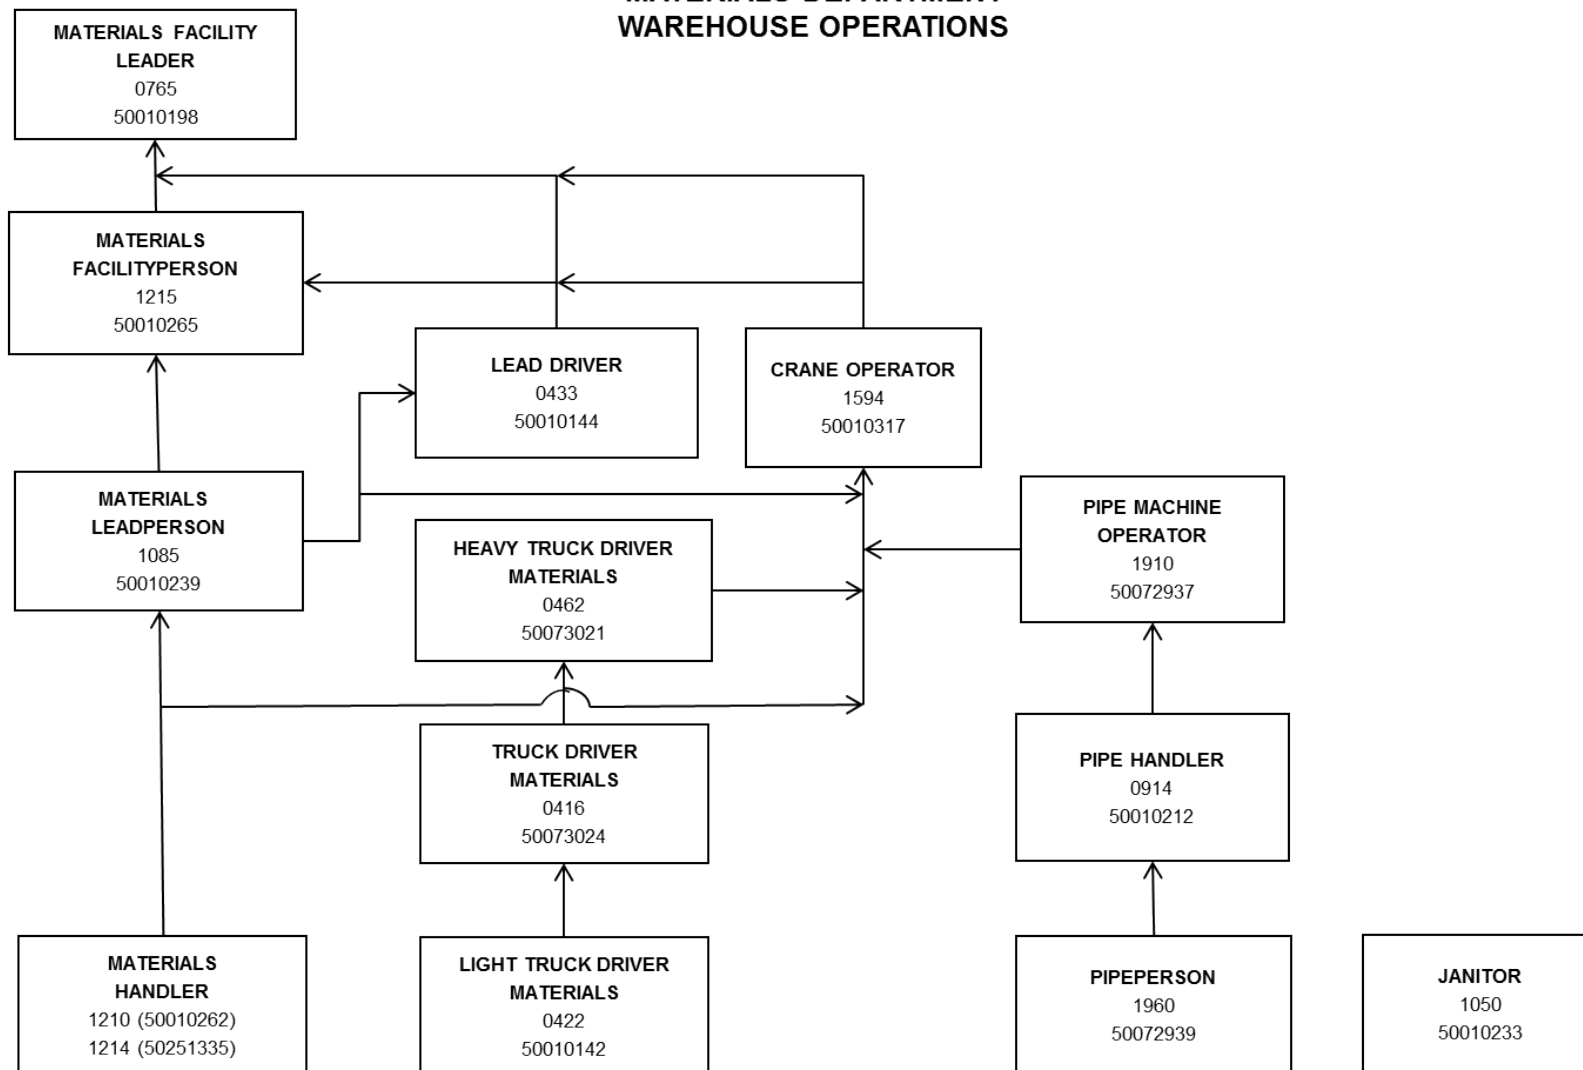 MATERIALS DEPARTMENT
WAREHOUSE OPERATIONS
MATERIALS FACILITY
LEADER
0765
50010198
MATERIALS
FACILITYPERSON
1215
50010265
LEAD DRIVER
0433
50010144
CRANE OPERATOR
1594
50010317
MATERIALS
LEADPERSON
1085
50010239
HEAVY TRUCK DRIVER
MATERIALS
0462
50073021
PIPE MACHINE
OPERATOR
1910
50072937
TRUCK DRIVER
MATERIALS
0416
50073024
PIPE HANDLER
0914
50010212
MATERIALS
HANDLER
1210 (50010262)
1214 (50251335)
LIGHT TRUCK DRIVER
MATERIALS
0422
50010142
PIPEPERSON
1960
50072939
JANITOR
1050
50010233